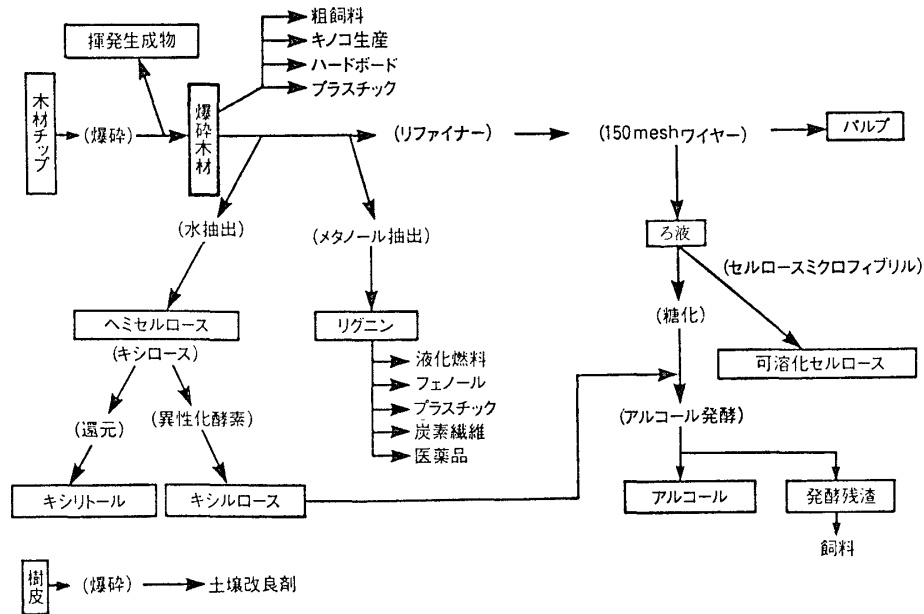 揮発生成物
粗飼料
キノコ生産
ハードボード
プラスチック
木材チップ
(爆砕)
爆砕木材
(リファイナー)
(150meshワイヤー)
パルプ
(水抽出)
(メタノール抽出)
ろ液
(セルロースミクロフィブリル)
(糖化)
ヘミセルロース
(キシロース)
リグニン
可溶化セルロース
液化燃料
フェノール
プラスチック
炭素繊維
医薬品
(還元)
(異性化酵素)
(アルコール発酵)
キシリトール
キシルロース
アルコール
発酵残渣
飼料
樹皮
(爆砕)
土壌改良剤